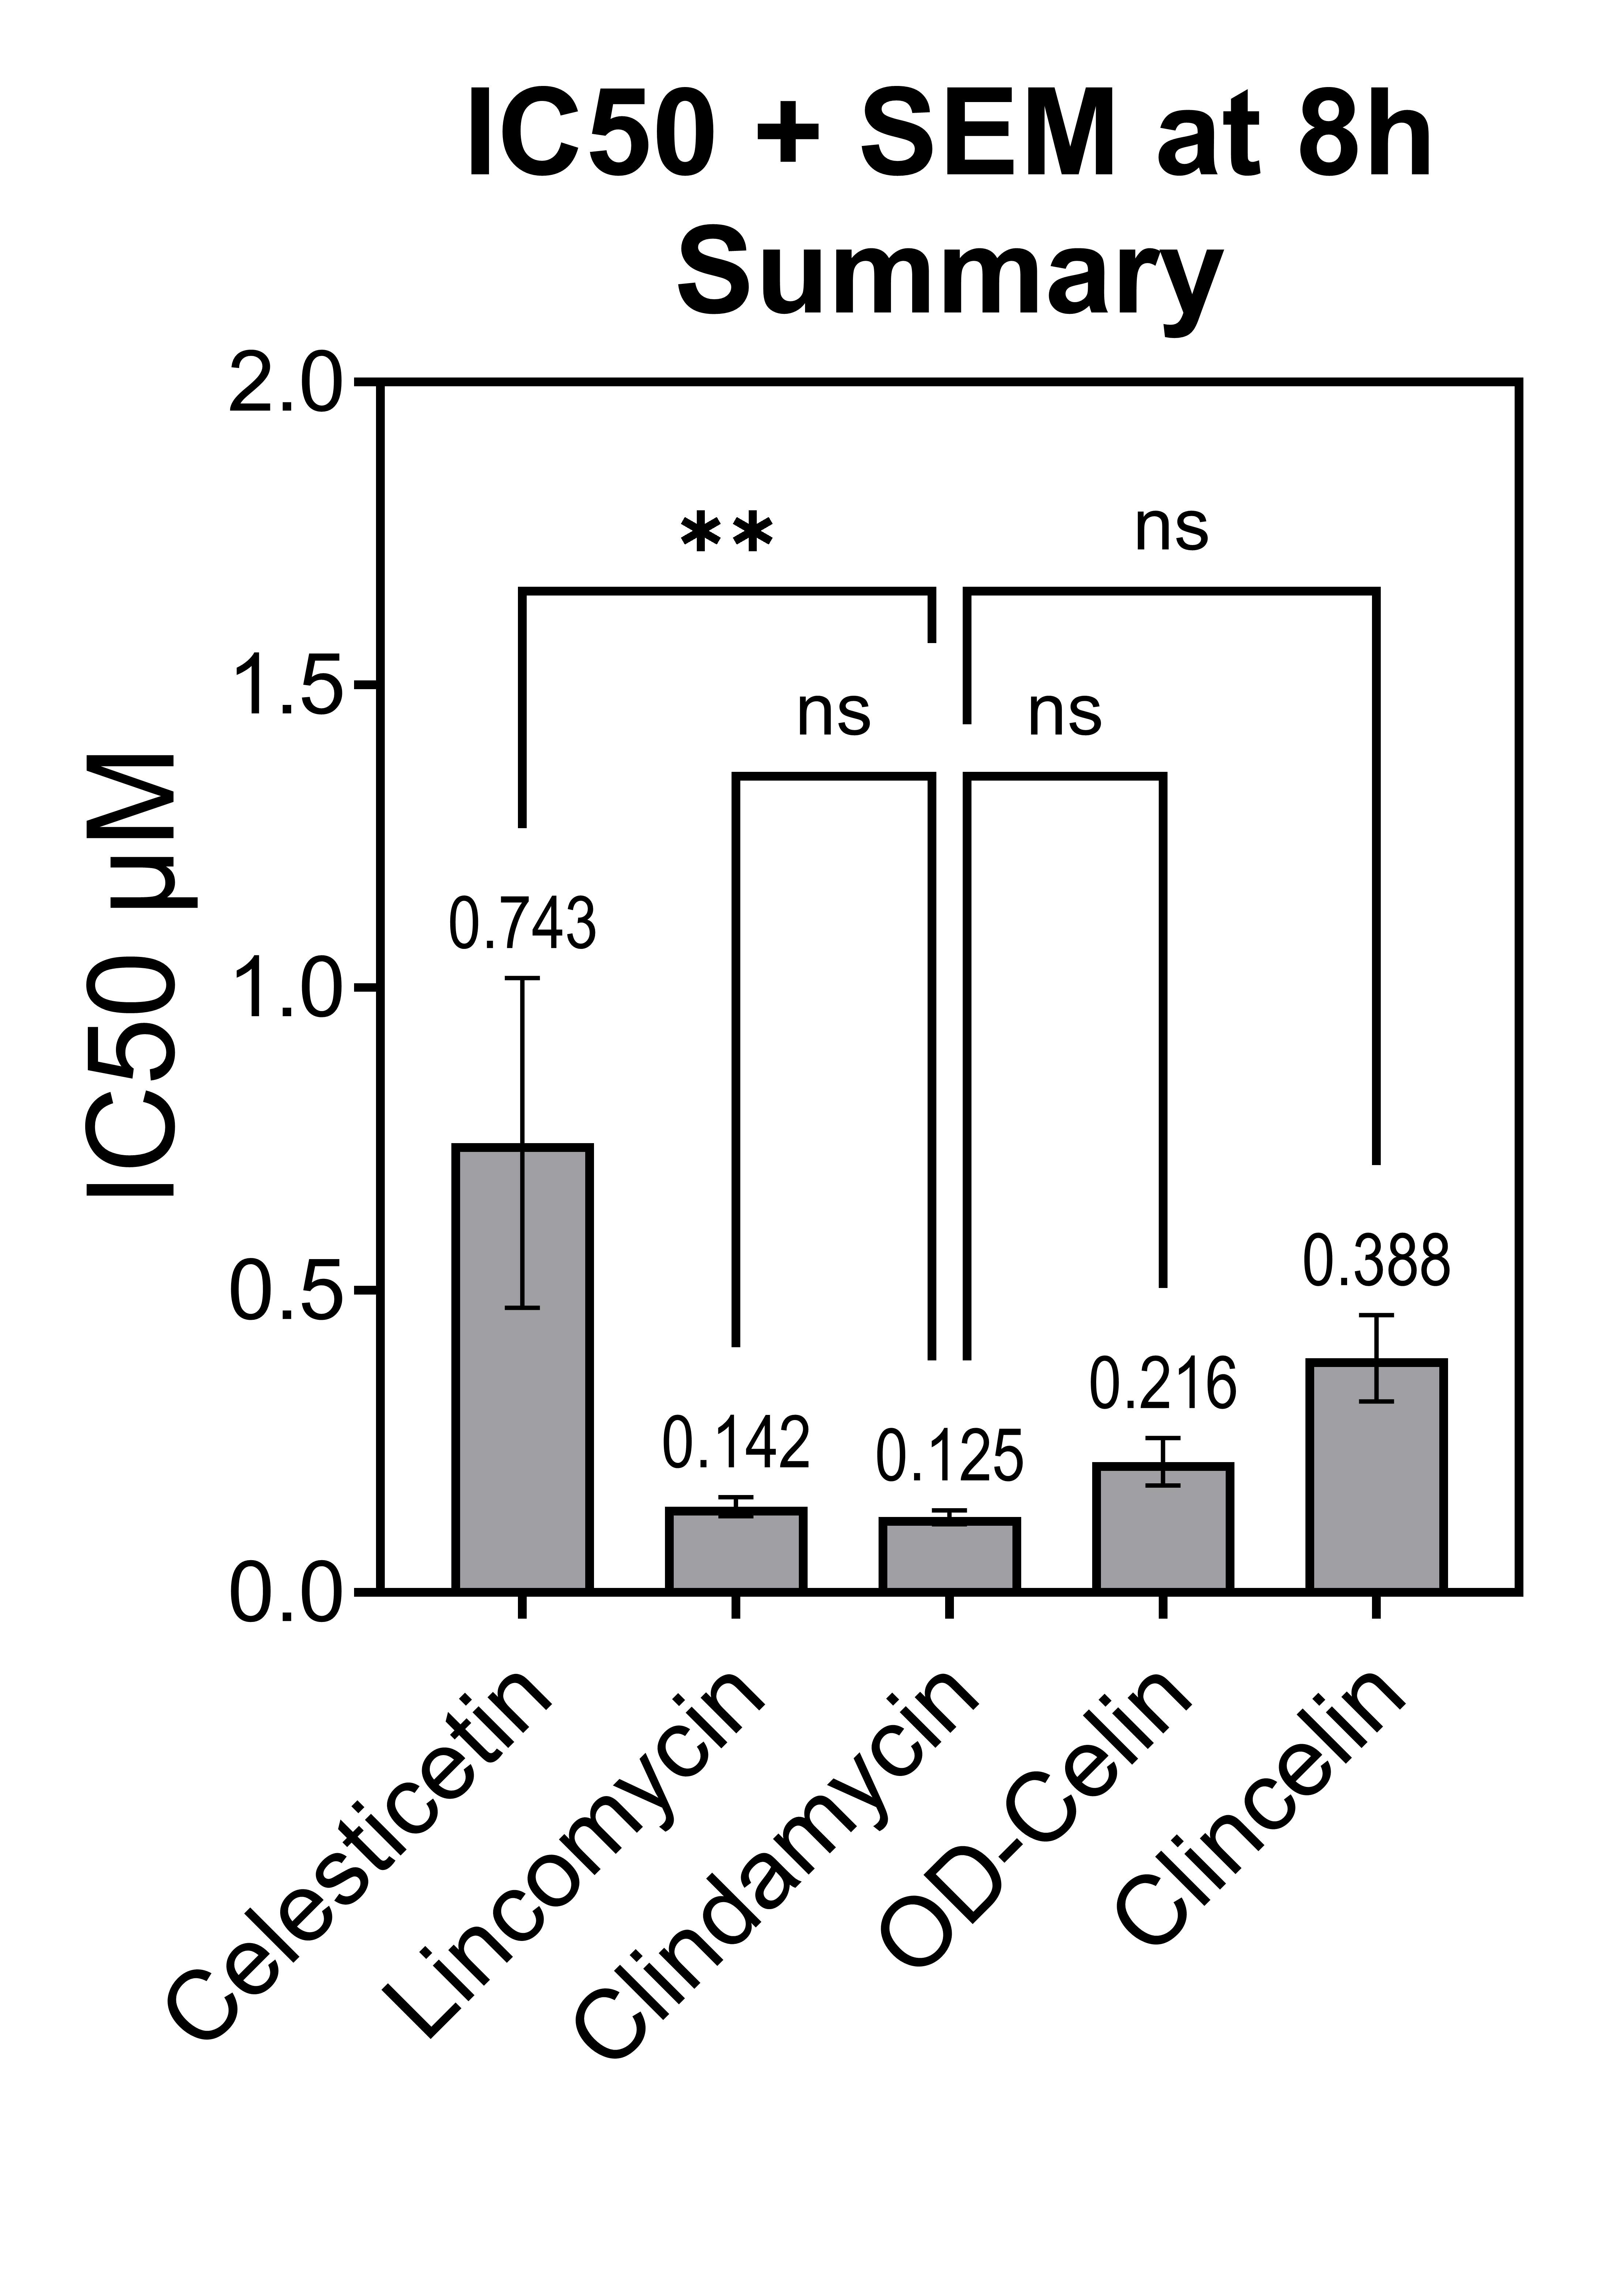 IC50 + SEM at 8h
Summary
2.0
** ns
1.5
ns ns
0.743
1.0
0.5
0.388
0.216
0.142
0.125
0.0
IC50 µM
Celesticetin
Lincomycin
Clindamycin
OD-Celin
Clincelin